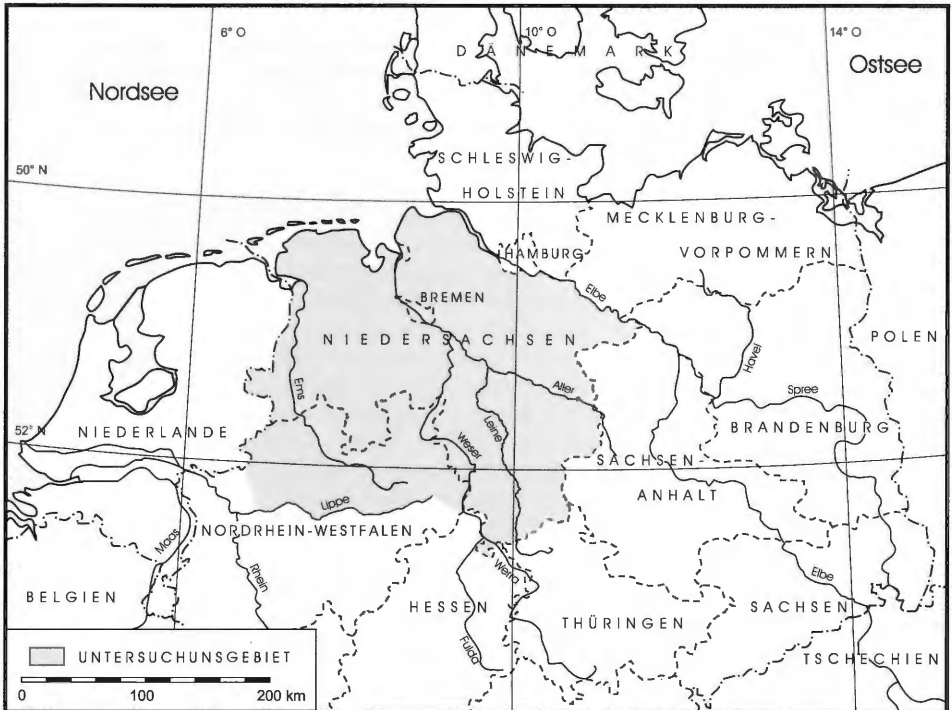 6° O
10° O
14° O
DÄNEMARK
Nordsee
Ostsee
50° N
SCHLESWIG-
HOLSTEIN
MECKLENBURG-
VORPOMMERN
HAMBURG
Elbe
BREMEN
NIEDERSACHSEN
POLEN
Havel
Ems
Aller
Spree
52° N
NIEDERLANDE
Weser
Leine
BRANDENBURG
SACHSEN-
ANHALT
Lippe
NORDRHEIN-WESTFALEN
Maas
Rhein
Werra
Elbe
BELGIEN
HESSEN
THÜRINGEN
SACHSEN
Fulda
TSCHECHIEN
UNTERSUCHUNSGEBIET
0 100 200 km